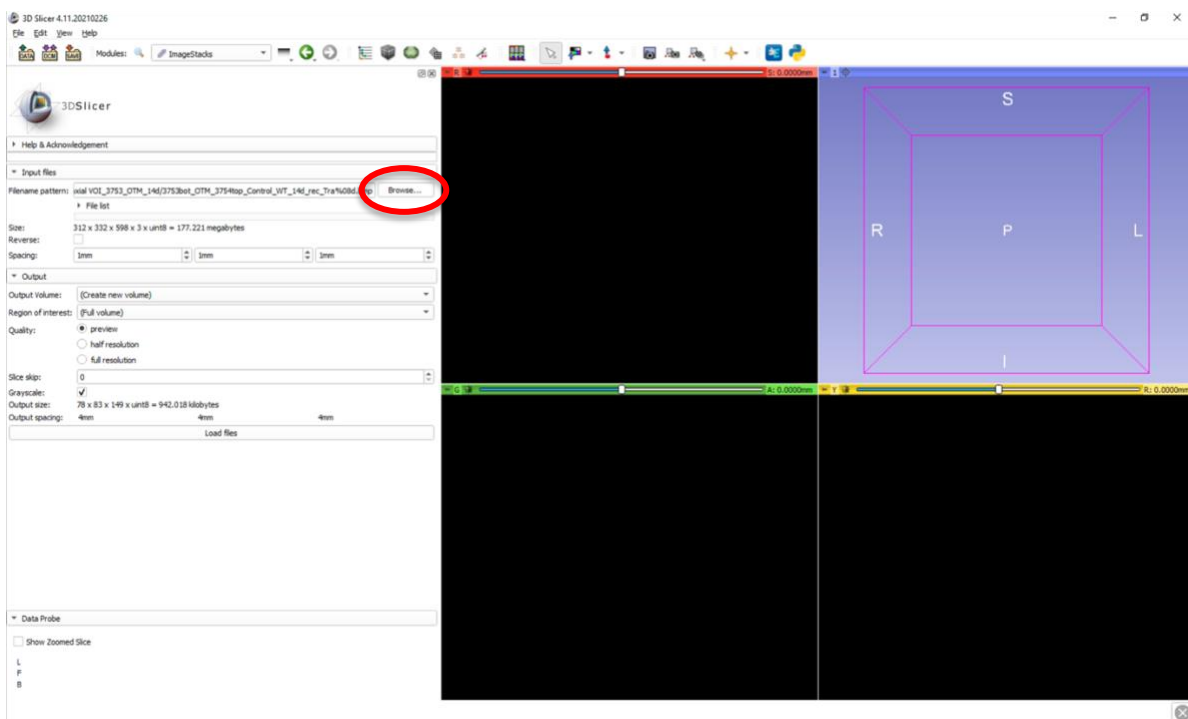 3D Slicer 4.11.20210226
File Edit View Help
DATA DCM SAVE Modules: ImageStacks
3DSlicer
Help & Acknowledgement
Input files
Filename pattern: VOI_3753_OTM_14d/3753bot_OTM_3754top_Control_WT_14d_rec_Tra%08d. Browse...
File list
Size: 312 x 332 x 598 x 3 x uint8 = 177.221 megabytes
Reverse:
Spacing: 1mm 1mm 1mm
Output
Output Volume: (Create new volume)
Region of interest: (Full volume)
Quality: preview
half resolution
full resolution
Slice skip: 0
Grayscale:
Output size: 78 x 83 x 149 x uint8 = 942.018 kilobytes
Output spacing: 4mm 4mm 4mm
Load files
Data Probe
Show Zoomed Slice
L
F
B
R S: 0.0000mm
1
S
R P L
I
G A: 0.0000mm
Y R: 0.0000mm